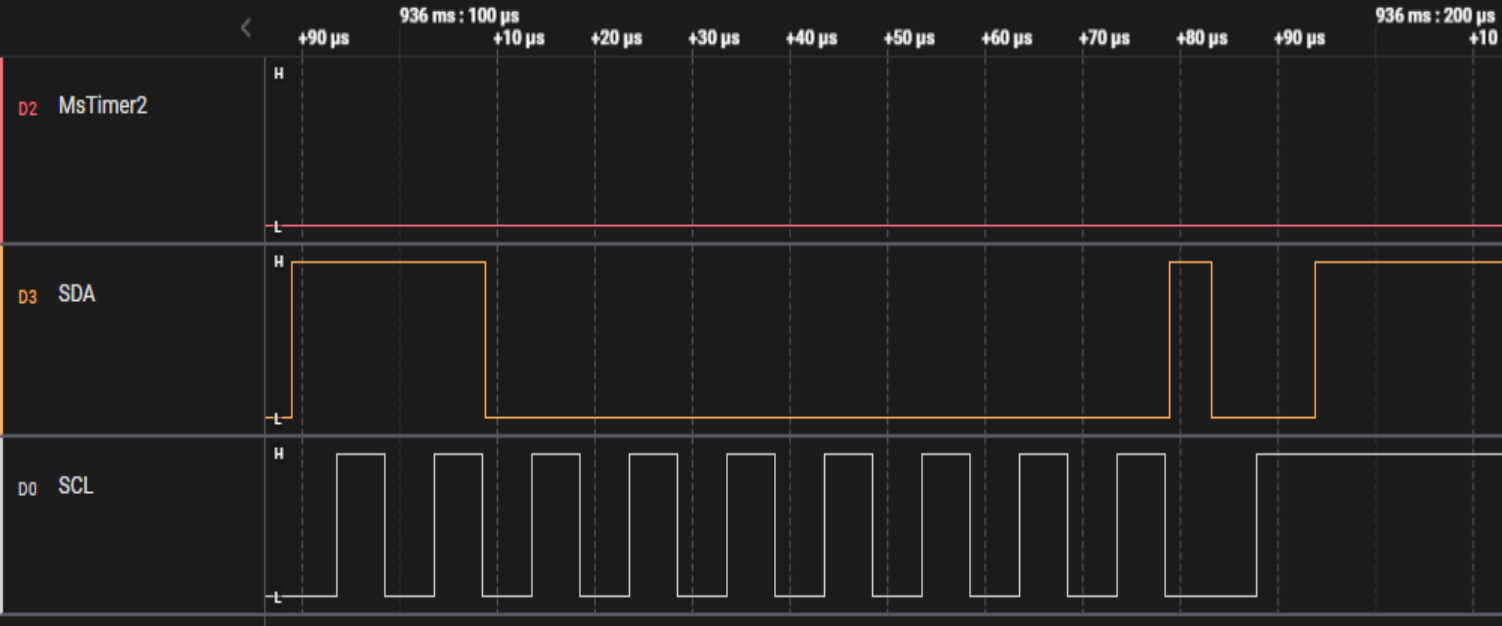 936 ms : 100 µs 936 ms : 200 µs
+90 µs +10 µs +20 µs +30 µs +40 µs +50 µs +60 µs +70 µs +80 µs +90 µs +10
H
D2 MsTimer2
L
H
D3 SDA
L
H
D0 SCL
L